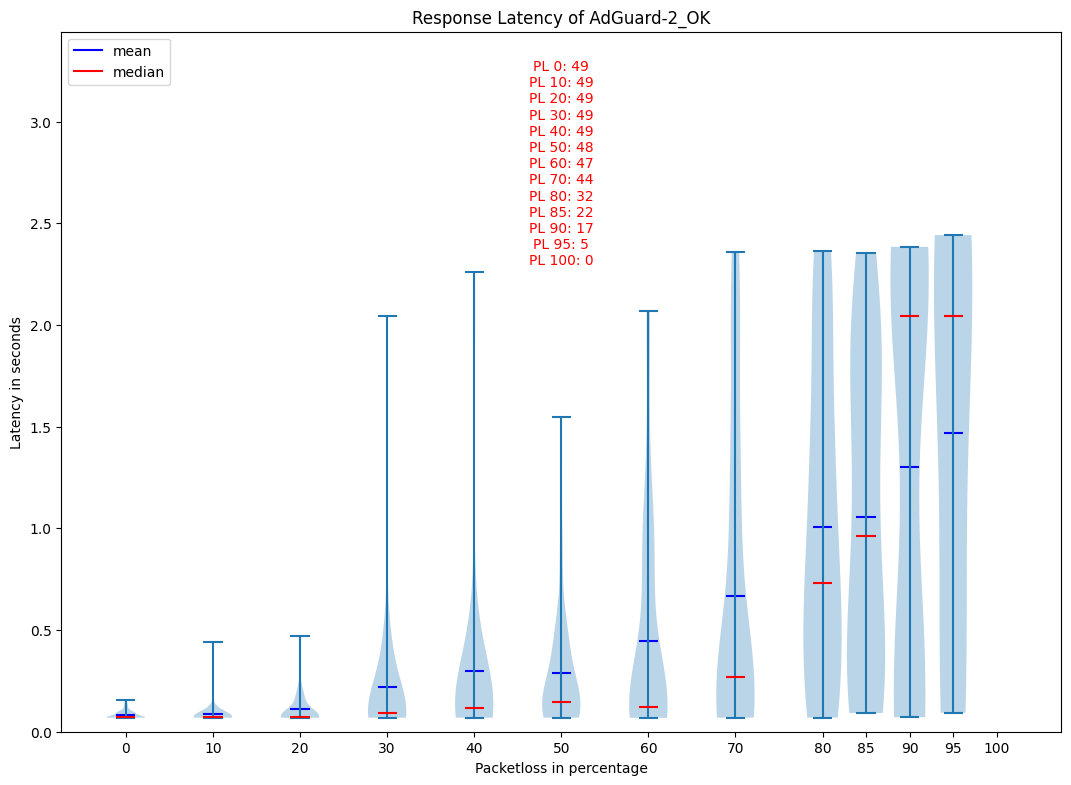 Response Latency of AdGuard-2_OK
mean
median
PL 0: 49
PL 10: 49
PL 20: 49
PL 30: 49
PL 40: 49
PL 50: 48
PL 60: 47
PL 70: 44
PL 80: 32
PL 85: 22
PL 90: 17
PL 95: 5
PL 100: 0
Latency in seconds
3.0
2.5
2.0
1.5
1.0
0.5
0.0
0 10 20 30 40 50 60 70 80 85 90 95 100
Packetloss in percentage